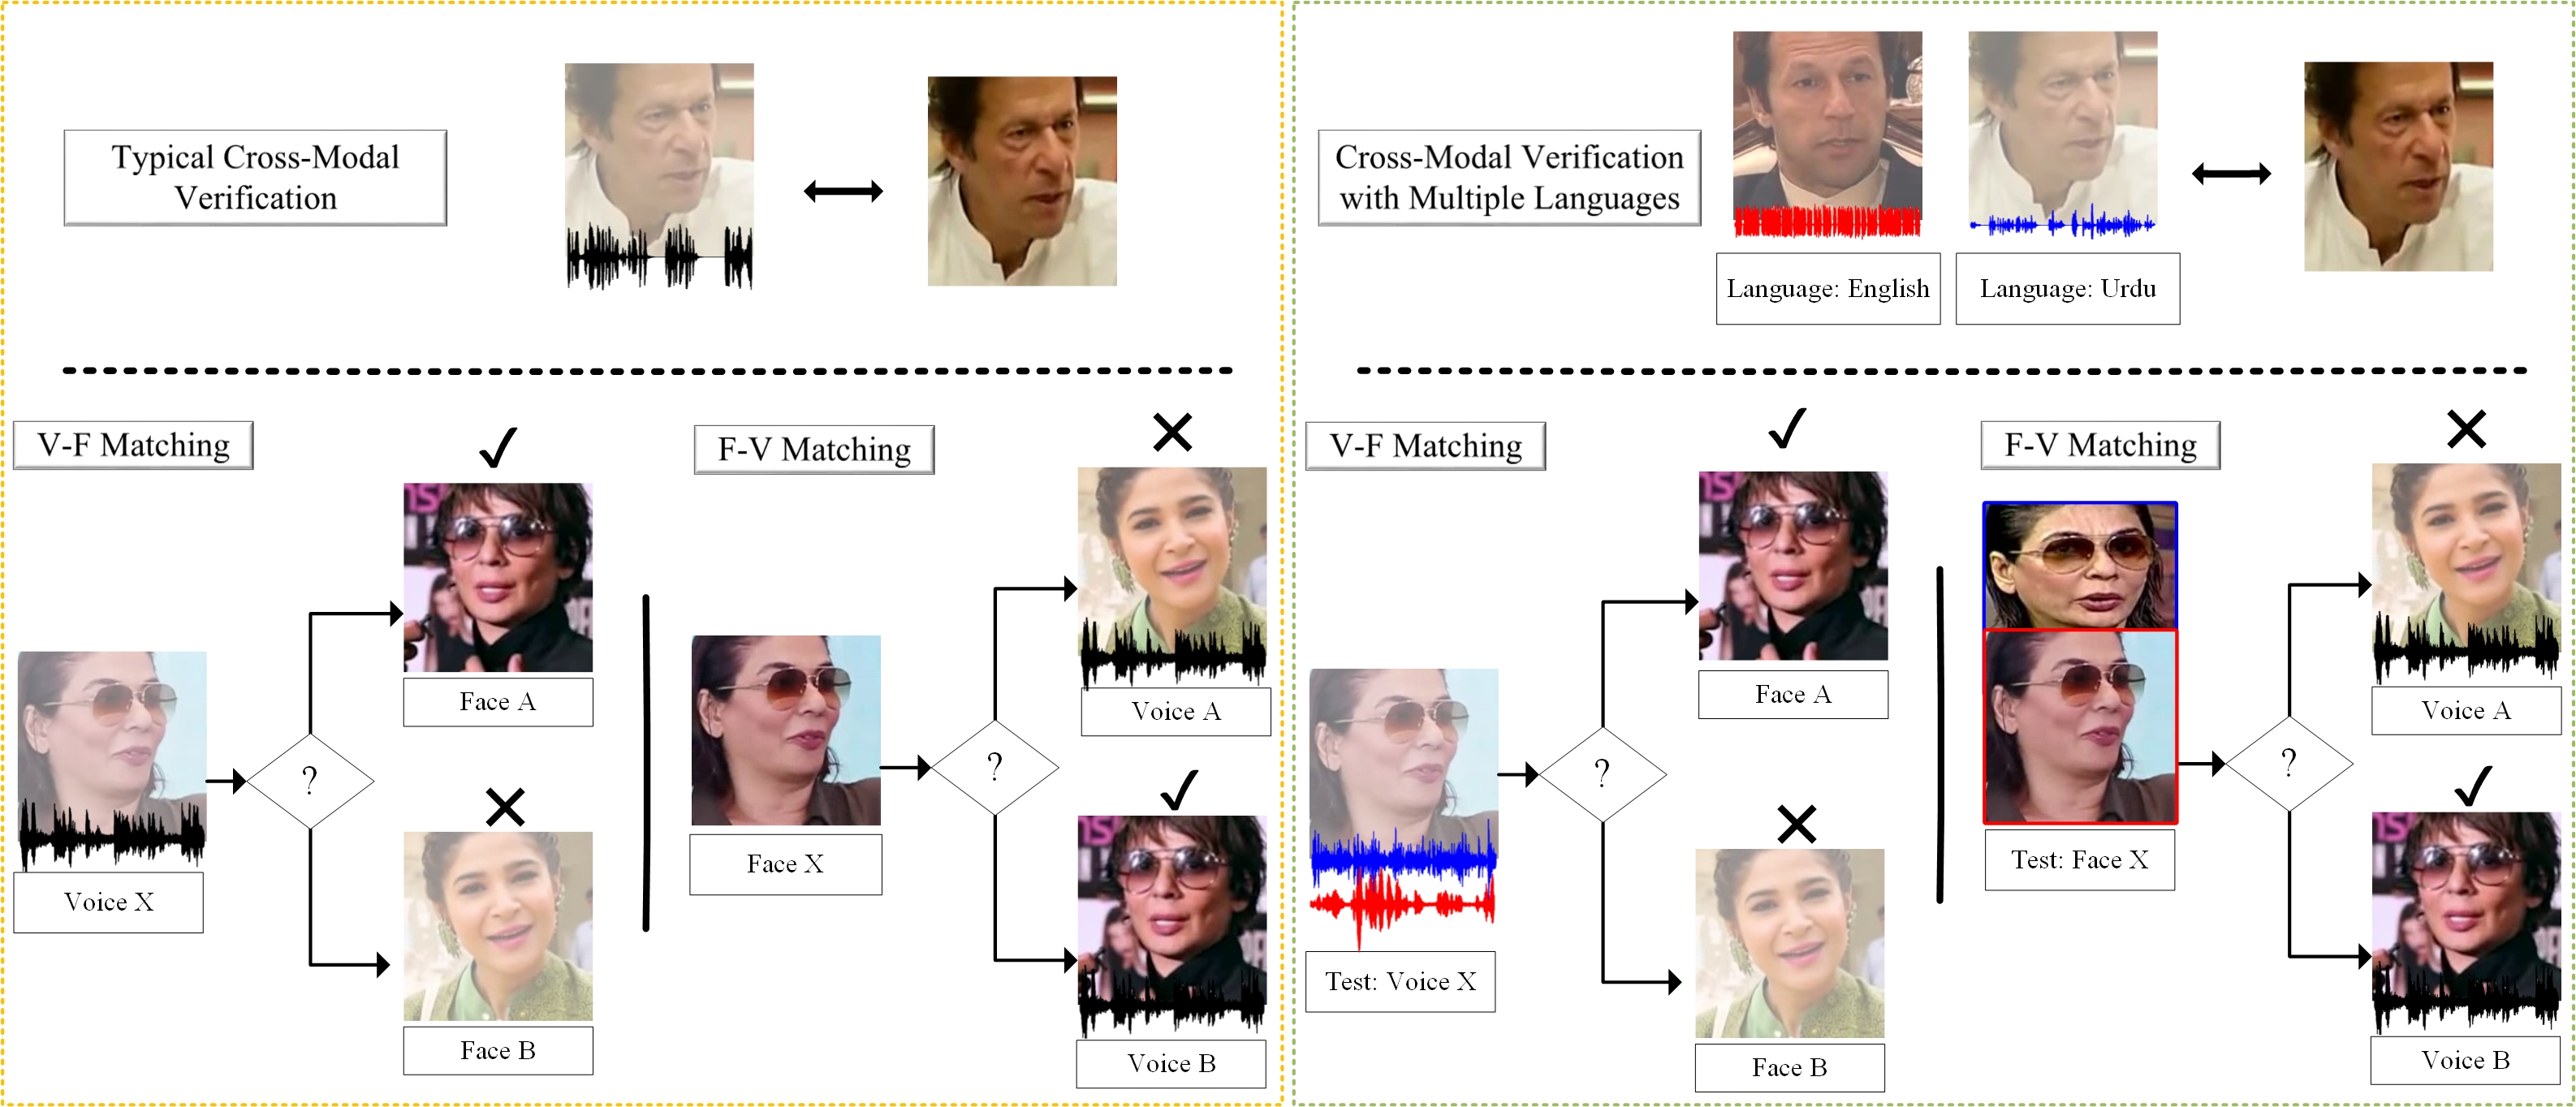 Typical Cross-Modal
Verification
V-F Matching
F-V Matching
Face A
Voice A
?
?
Face X
Voice X
Face B
Voice B
Cross-Modal Verification
with Multiple Languages
Language: English
Language: Urdu
V-F Matching
F-V Matching
Face A
Voice A
?
?
Test: Face X
Test: Voice X
Face B
Voice B